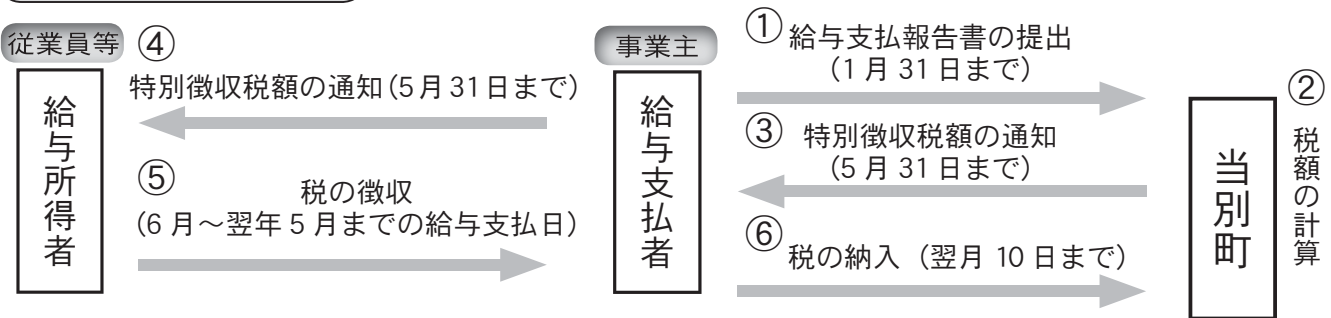 従業員等
給与所得者
④
特別徴収税額の通知(5月31日まで)
⑤
税の徴収
(6月～翌年5月までの給与支払日)
事業主
給与支払者
①
給与支払報告書の提出
(1月31日まで)
③
特別徴収税額の通知
(5月31日まで)
⑥
税の納入(翌月10日まで)
当別町
②
税額の計算